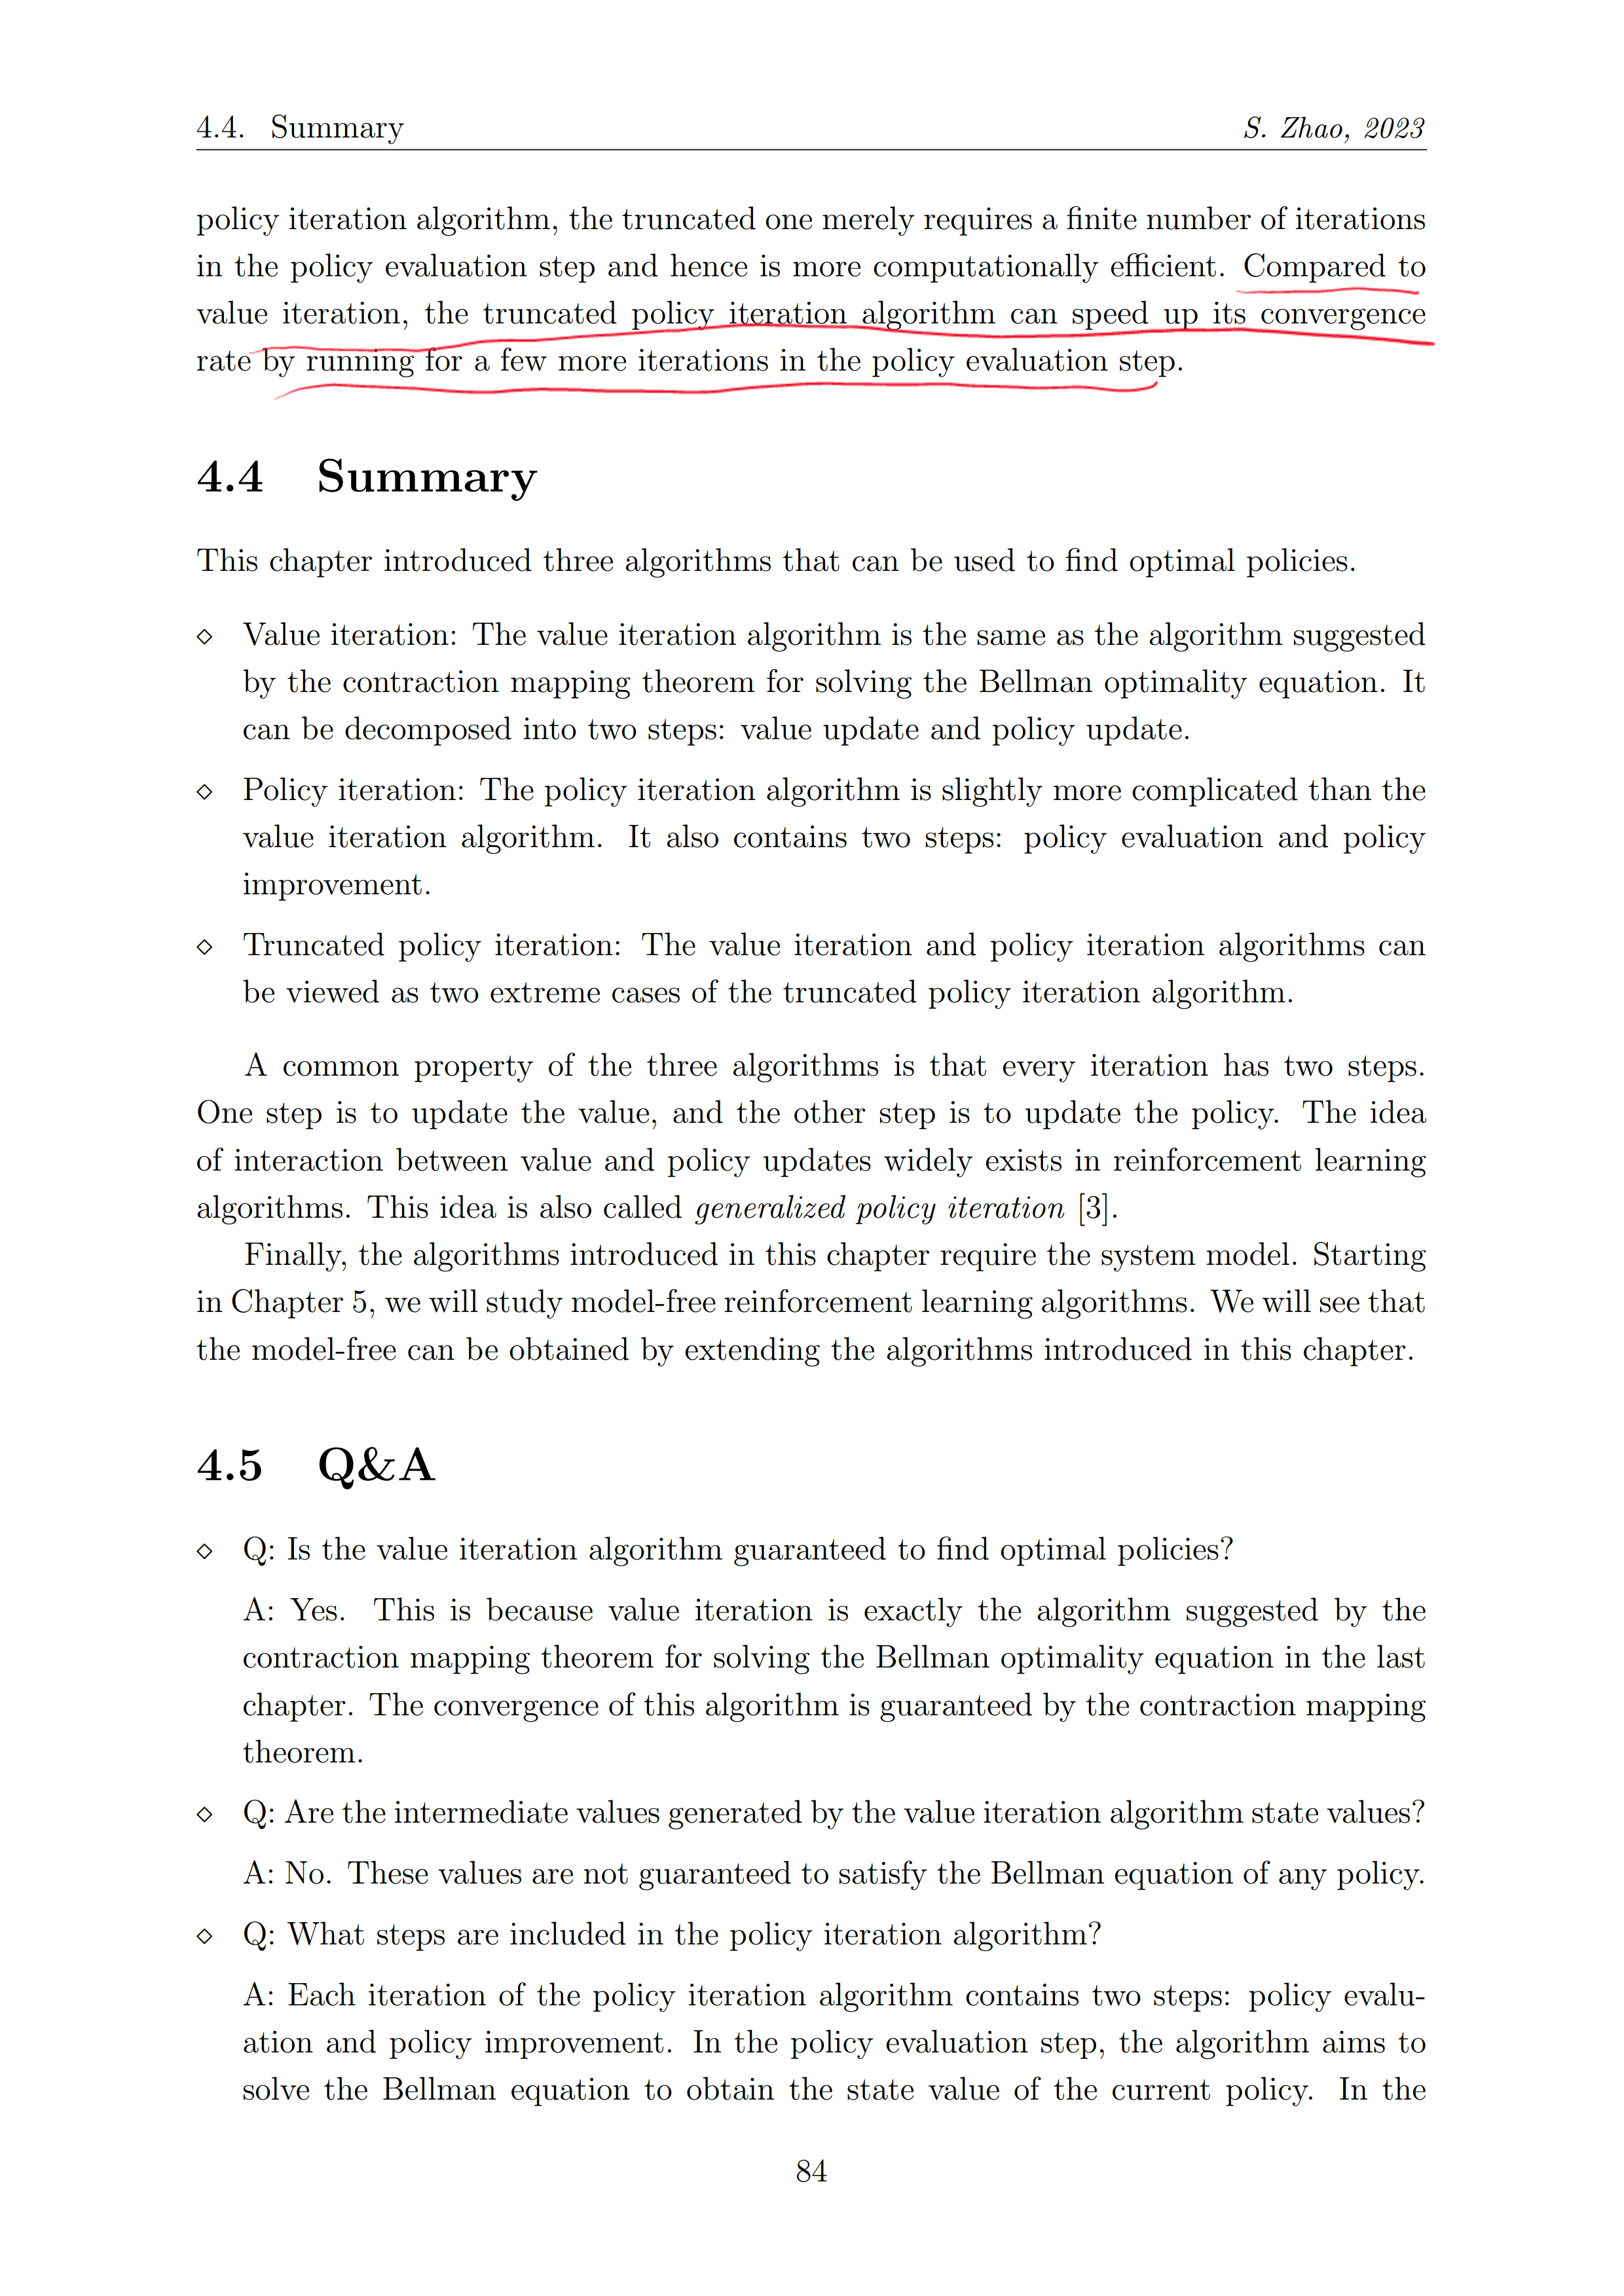 4.4. Summary
S. Zhao, 2023
policy iteration algorithm, the truncated one merely requires a finite number of iterations
in the policy evaluation step and hence is more computationally efficient. Compared to
value iteration, the truncated policy iteration algorithm can speed up its convergence
rate by running for a few more iterations in the policy evaluation step.
4.4 Summary
This chapter introduced three algorithms that can be used to find optimal policies.
⋄ Value iteration: The value iteration algorithm is the same as the algorithm suggested
by the contraction mapping theorem for solving the Bellman optimality equation. It
can be decomposed into two steps: value update and policy update.
⋄ Policy iteration: The policy iteration algorithm is slightly more complicated than the
value iteration algorithm. It also contains two steps: policy evaluation and policy
improvement.
⋄ Truncated policy iteration: The value iteration and policy iteration algorithms can
be viewed as two extreme cases of the truncated policy iteration algorithm.
A common property of the three algorithms is that every iteration has two steps.
One step is to update the value, and the other step is to update the policy. The idea
of interaction between value and policy updates widely exists in reinforcement learning
algorithms. This idea is also called generalized policy iteration [3].
Finally, the algorithms introduced in this chapter require the system model. Starting
in Chapter 5, we will study model-free reinforcement learning algorithms. We will see that
the model-free can be obtained by extending the algorithms introduced in this chapter.
4.5 Q&A
⋄ Q: Is the value iteration algorithm guaranteed to find optimal policies?
A: Yes. This is because value iteration is exactly the algorithm suggested by the
contraction mapping theorem for solving the Bellman optimality equation in the last
chapter. The convergence of this algorithm is guaranteed by the contraction mapping
theorem.
⋄ Q: Are the intermediate values generated by the value iteration algorithm state values?
A: No. These values are not guaranteed to satisfy the Bellman equation of any policy.
⋄ Q: What steps are included in the policy iteration algorithm?
A: Each iteration of the policy iteration algorithm contains two steps: policy evalu-
ation and policy improvement. In the policy evaluation step, the algorithm aims to
solve the Bellman equation to obtain the state value of the current policy. In the
84